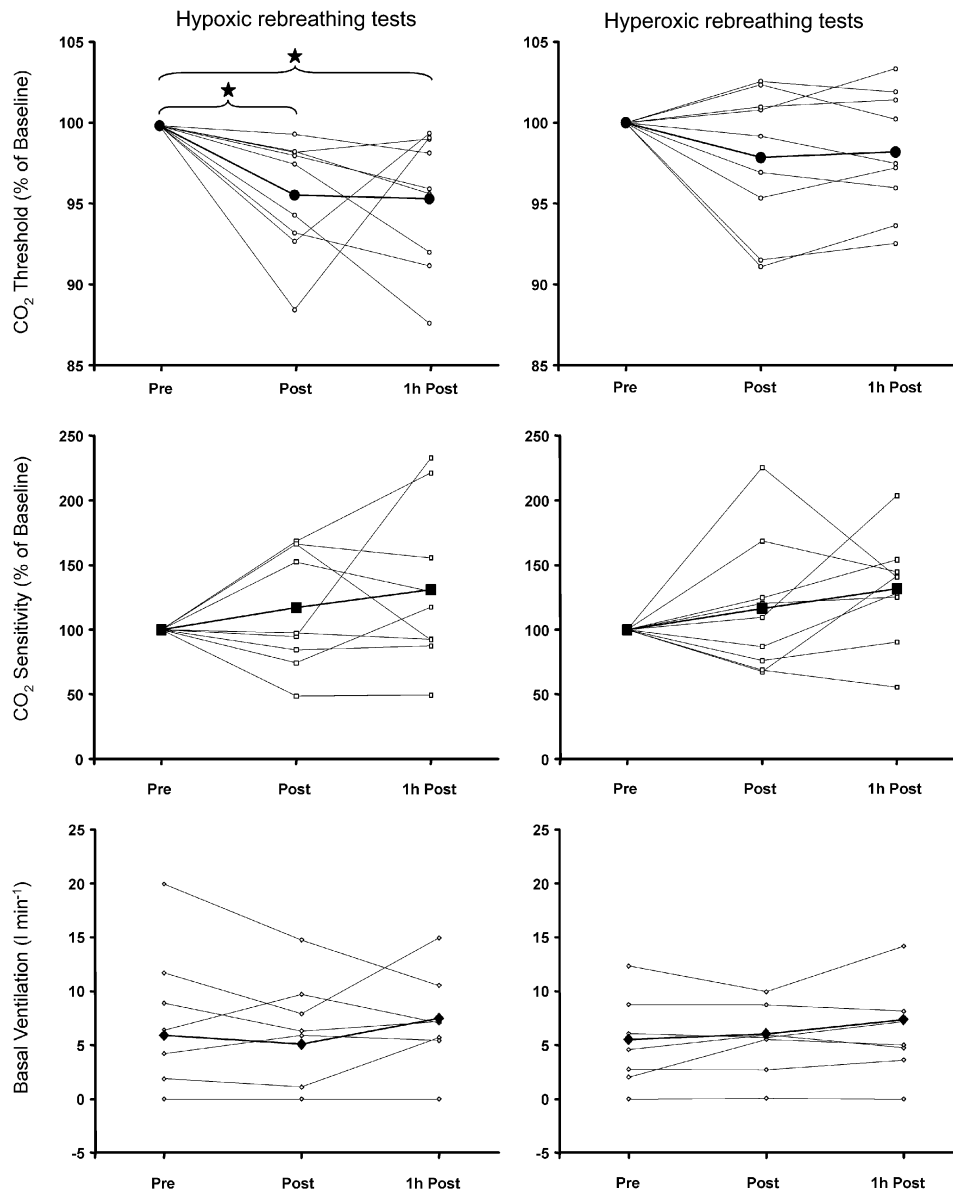 Hypoxic rebreathing tests
Hyperoxic rebreathing tests
CO₂ Threshold (% of Baseline)
105
100
95
90
85
Pre
Post
1h Post
105
100
95
90
85
Pre
Post
1h Post
CO₂ Sensitivity (% of Baseline)
250
200
150
100
50
0
Pre
Post
1h Post
250
200
150
100
50
0
Pre
Post
1h Post
Basal Ventilation (l min⁻¹)
25
20
15
10
5
0
-5
Pre
Post
1h Post
25
20
15
10
5
0
-5
Pre
Post
1h Post